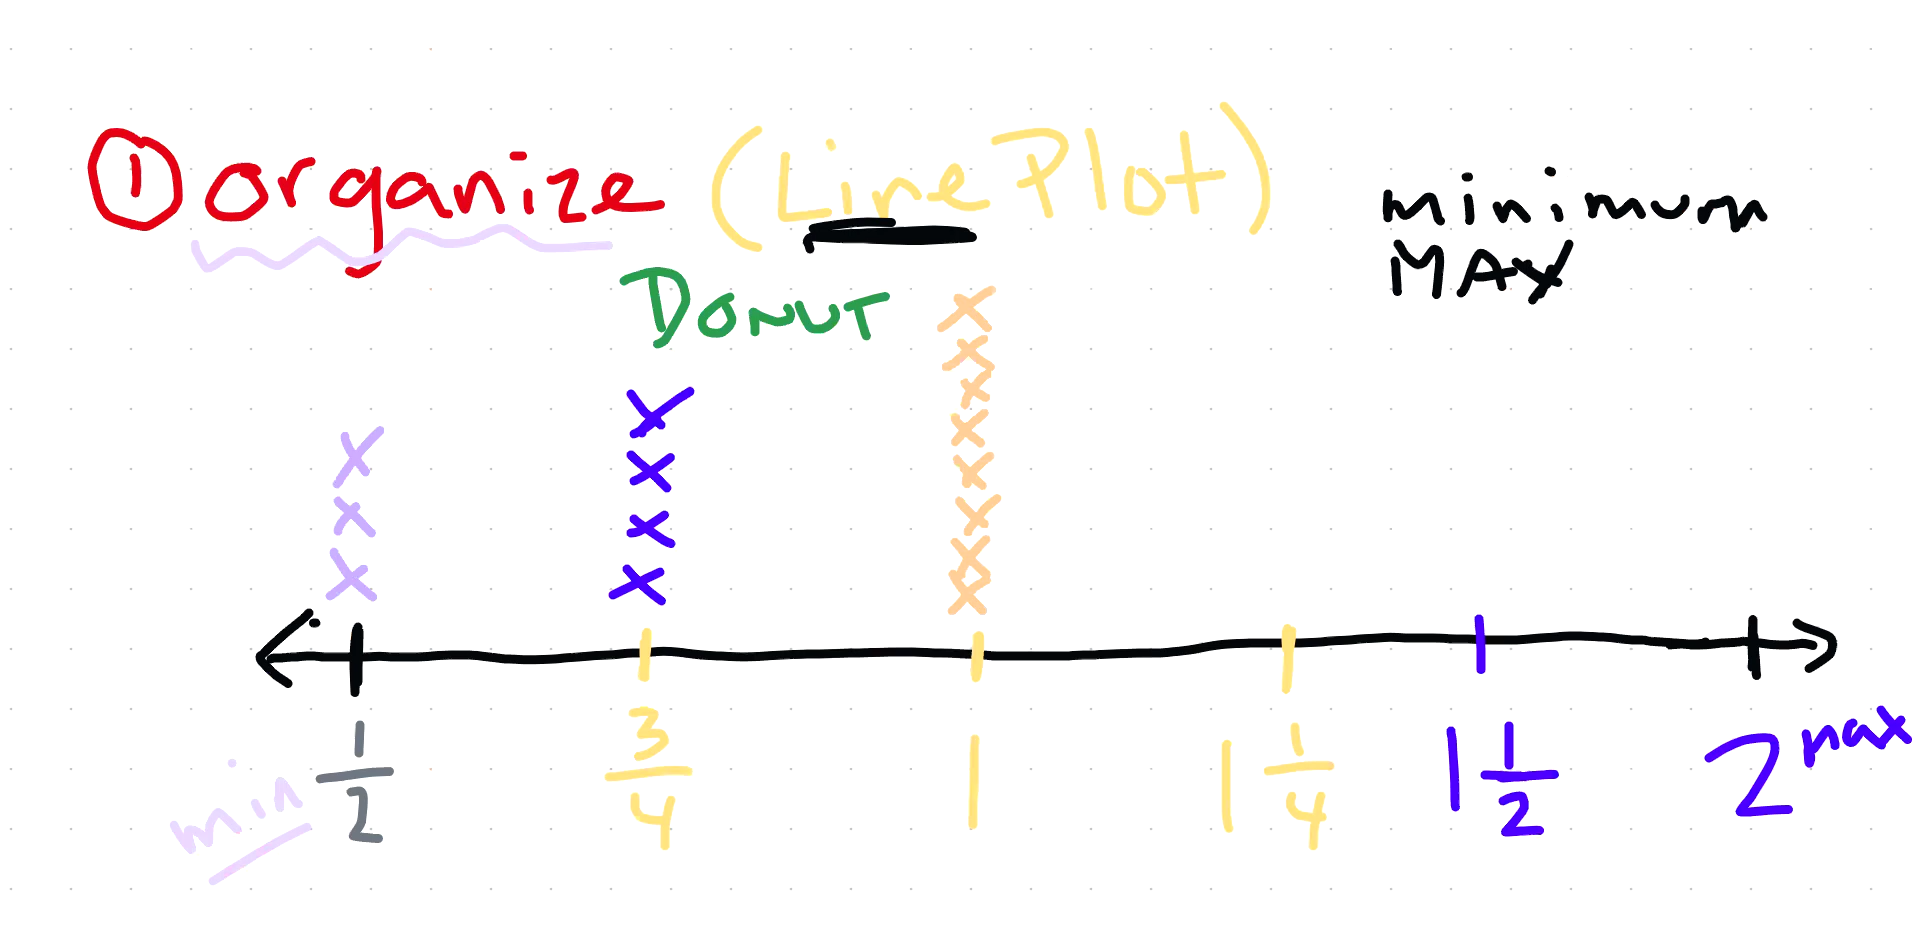 ① organize (Line Plot)
minimum
MAX
DONUT
x x x
x x x x
x x x x x x x x
1/2 3/4 1 1 1/4 1 1/2 2 max
min